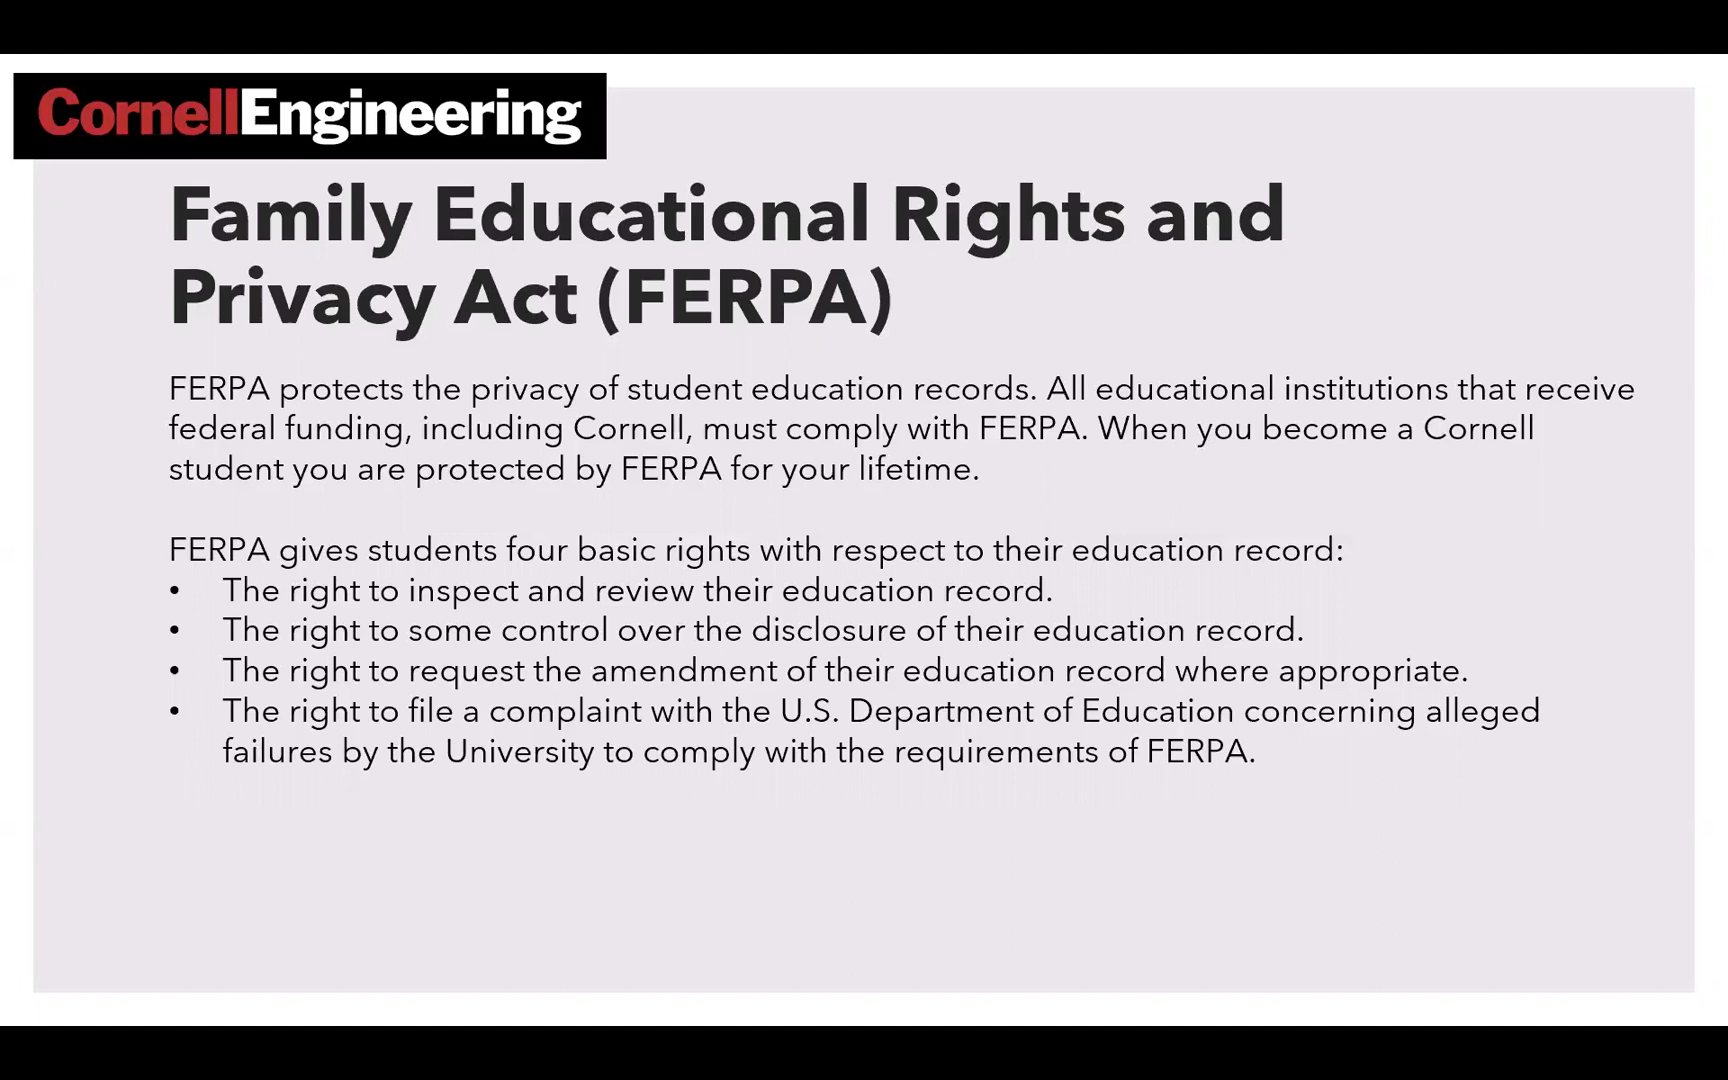 CornellEngineering
Family Educational Rights and
Privacy Act (FERPA)
FERPA protects the privacy of student education records. All educational institutions that receive
federal funding, including Cornell, must comply with FERPA. When you become a Cornell
student you are protected by FERPA for your lifetime.
FERPA gives students four basic rights with respect to their education record:
• The right to inspect and review their education record.
• The right to some control over the disclosure of their education record.
• The right to request the amendment of their education record where appropriate.
• The right to file a complaint with the U.S. Department of Education concerning alleged
failures by the University to comply with the requirements of FERPA.